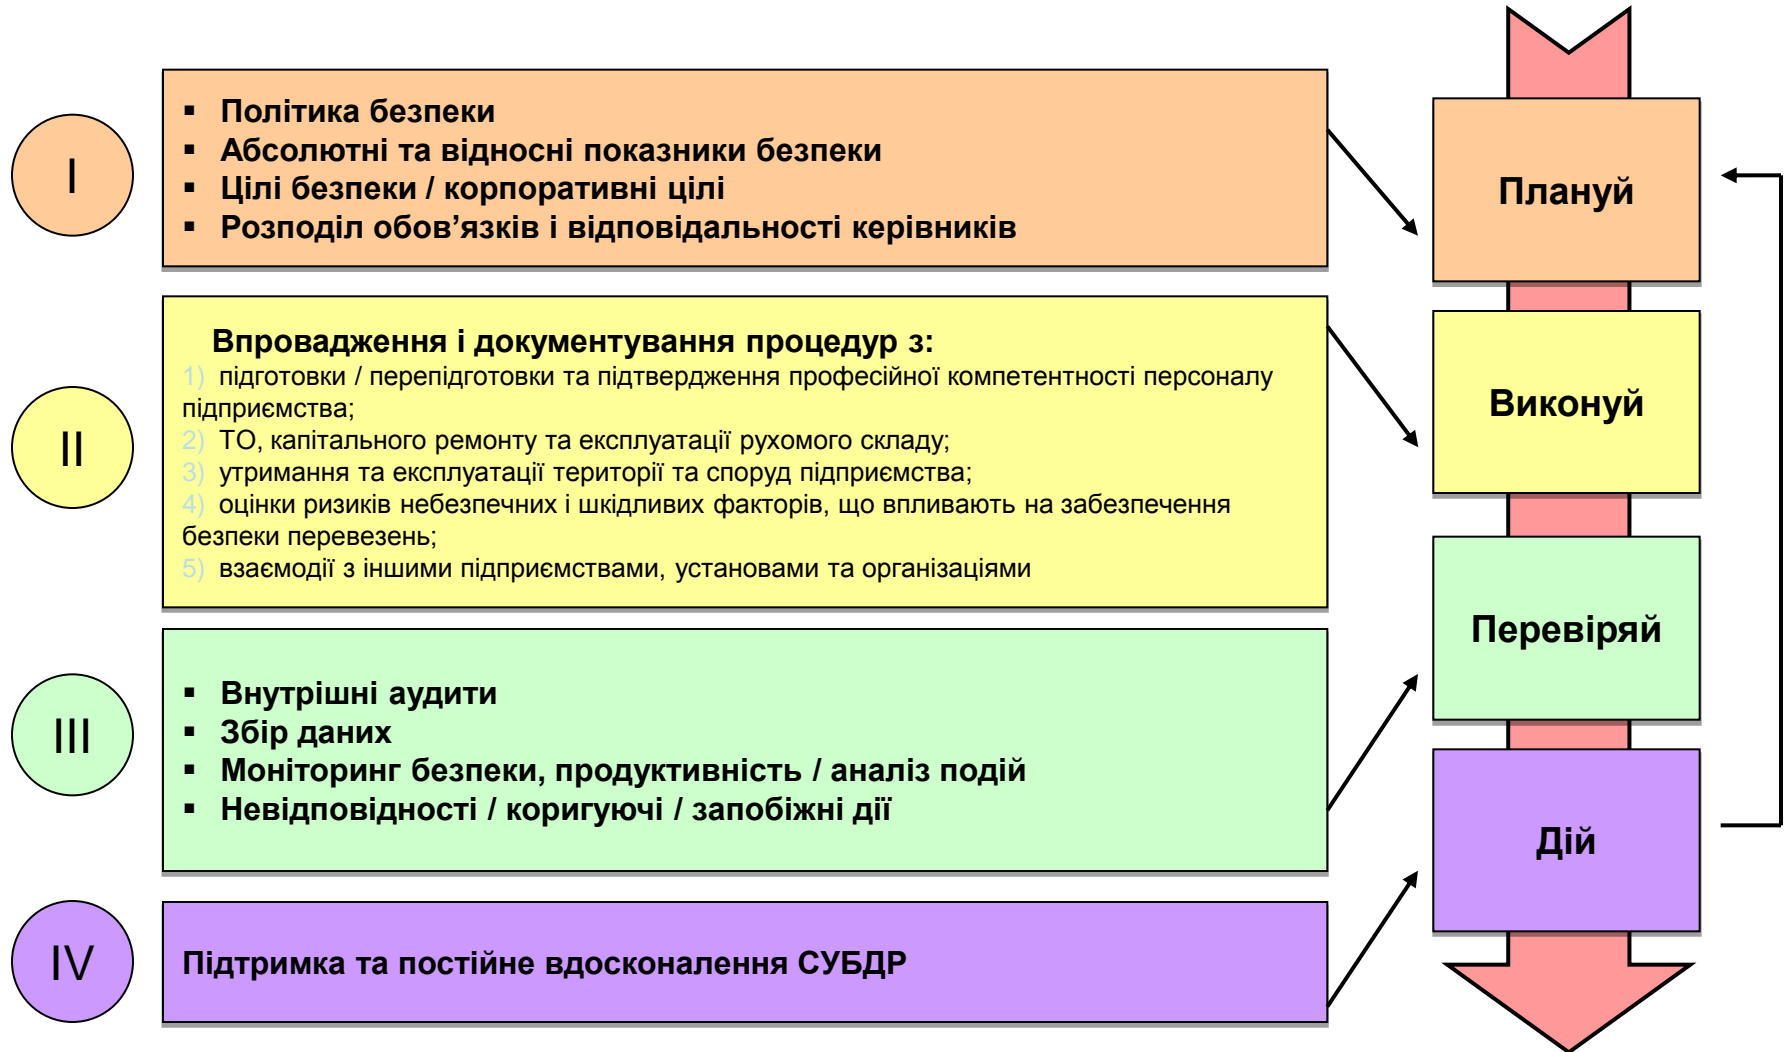 I
▪ Політика безпеки
▪ Абсолютні та відносні показники безпеки
▪ Цілі безпеки / корпоративні цілі
▪ Розподіл обов’язків і відповідальності керівників
Плануй
II
Впровадження і документування процедур з:
1) підготовки / перепідготовки та підтвердження професійної компетентності персоналу
підприємства;
2) ТО, капітального ремонту та експлуатації рухомого складу;
3) утримання та експлуатації території та споруд підприємства;
4) оцінки ризиків небезпечних і шкідливих факторів, що впливають на забезпечення
безпеки перевезень;
5) взаємодії з іншими підприємствами, установами та організаціями
Виконуй
III
▪ Внутрішні аудити
▪ Збір даних
▪ Моніторинг безпеки, продуктивність / аналіз подій
▪ Невідповідності / коригуючі / запобіжні дії
Перевіряй
IV
Підтримка та постійне вдосконалення СУБДР
Дій